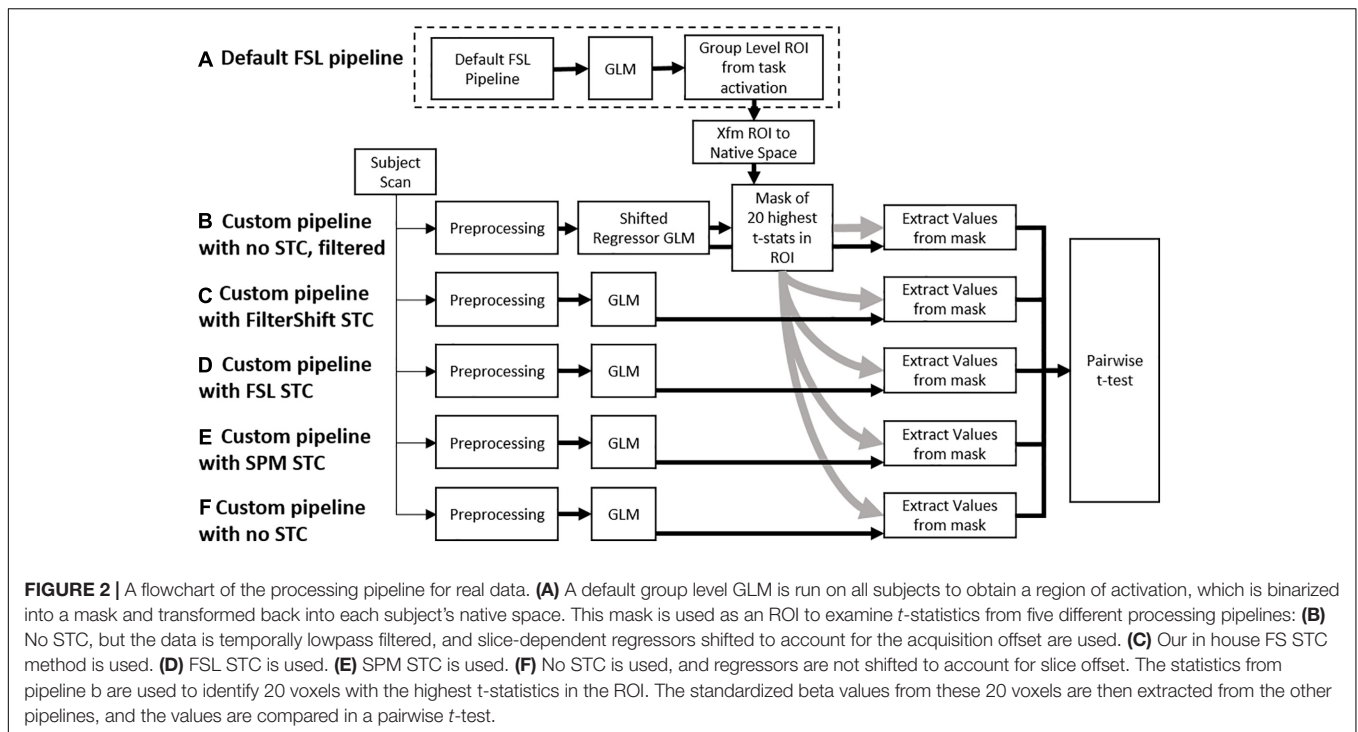 A Default FSL pipeline
Default FSL
Pipeline
GLM
Group Level ROI
from task
activation
Xfm ROI to
Native Space
Subject
Scan
B Custom pipeline
with no STC, filtered
Preprocessing
Shifted
Regressor GLM
Mask of
20 highest
t-stats in
ROI
Extract Values
from mask
C Custom pipeline
with FilterShift STC
Preprocessing
GLM
Extract Values
from mask
D Custom pipeline
with FSL STC
Preprocessing
GLM
Extract Values
from mask
E Custom pipeline
with SPM STC
Preprocessing
GLM
Extract Values
from mask
F Custom pipeline
with no STC
Preprocessing
GLM
Extract Values
from mask
Pairwise
t-test
FIGURE 2 | A flowchart of the processing pipeline for real data. (A) A default group level GLM is run on all subjects to obtain a region of activation, which is binarized
into a mask and transformed back into each subject's native space. This mask is used as an ROI to examine t-statistics from five different processing pipelines: (B)
No STC, but the data is temporally lowpass filtered, and slice-dependent regressors shifted to account for the acquisition offset are used. (C) Our in house FS STC
method is used. (D) FSL STC is used. (E) SPM STC is used. (F) No STC is used, and regressors are not shifted to account for slice offset. The statistics from
pipeline b are used to identify 20 voxels with the highest t-statistics in the ROI. The standardized beta values from these 20 voxels are then extracted from the other
pipelines, and the values are compared in a pairwise t-test.